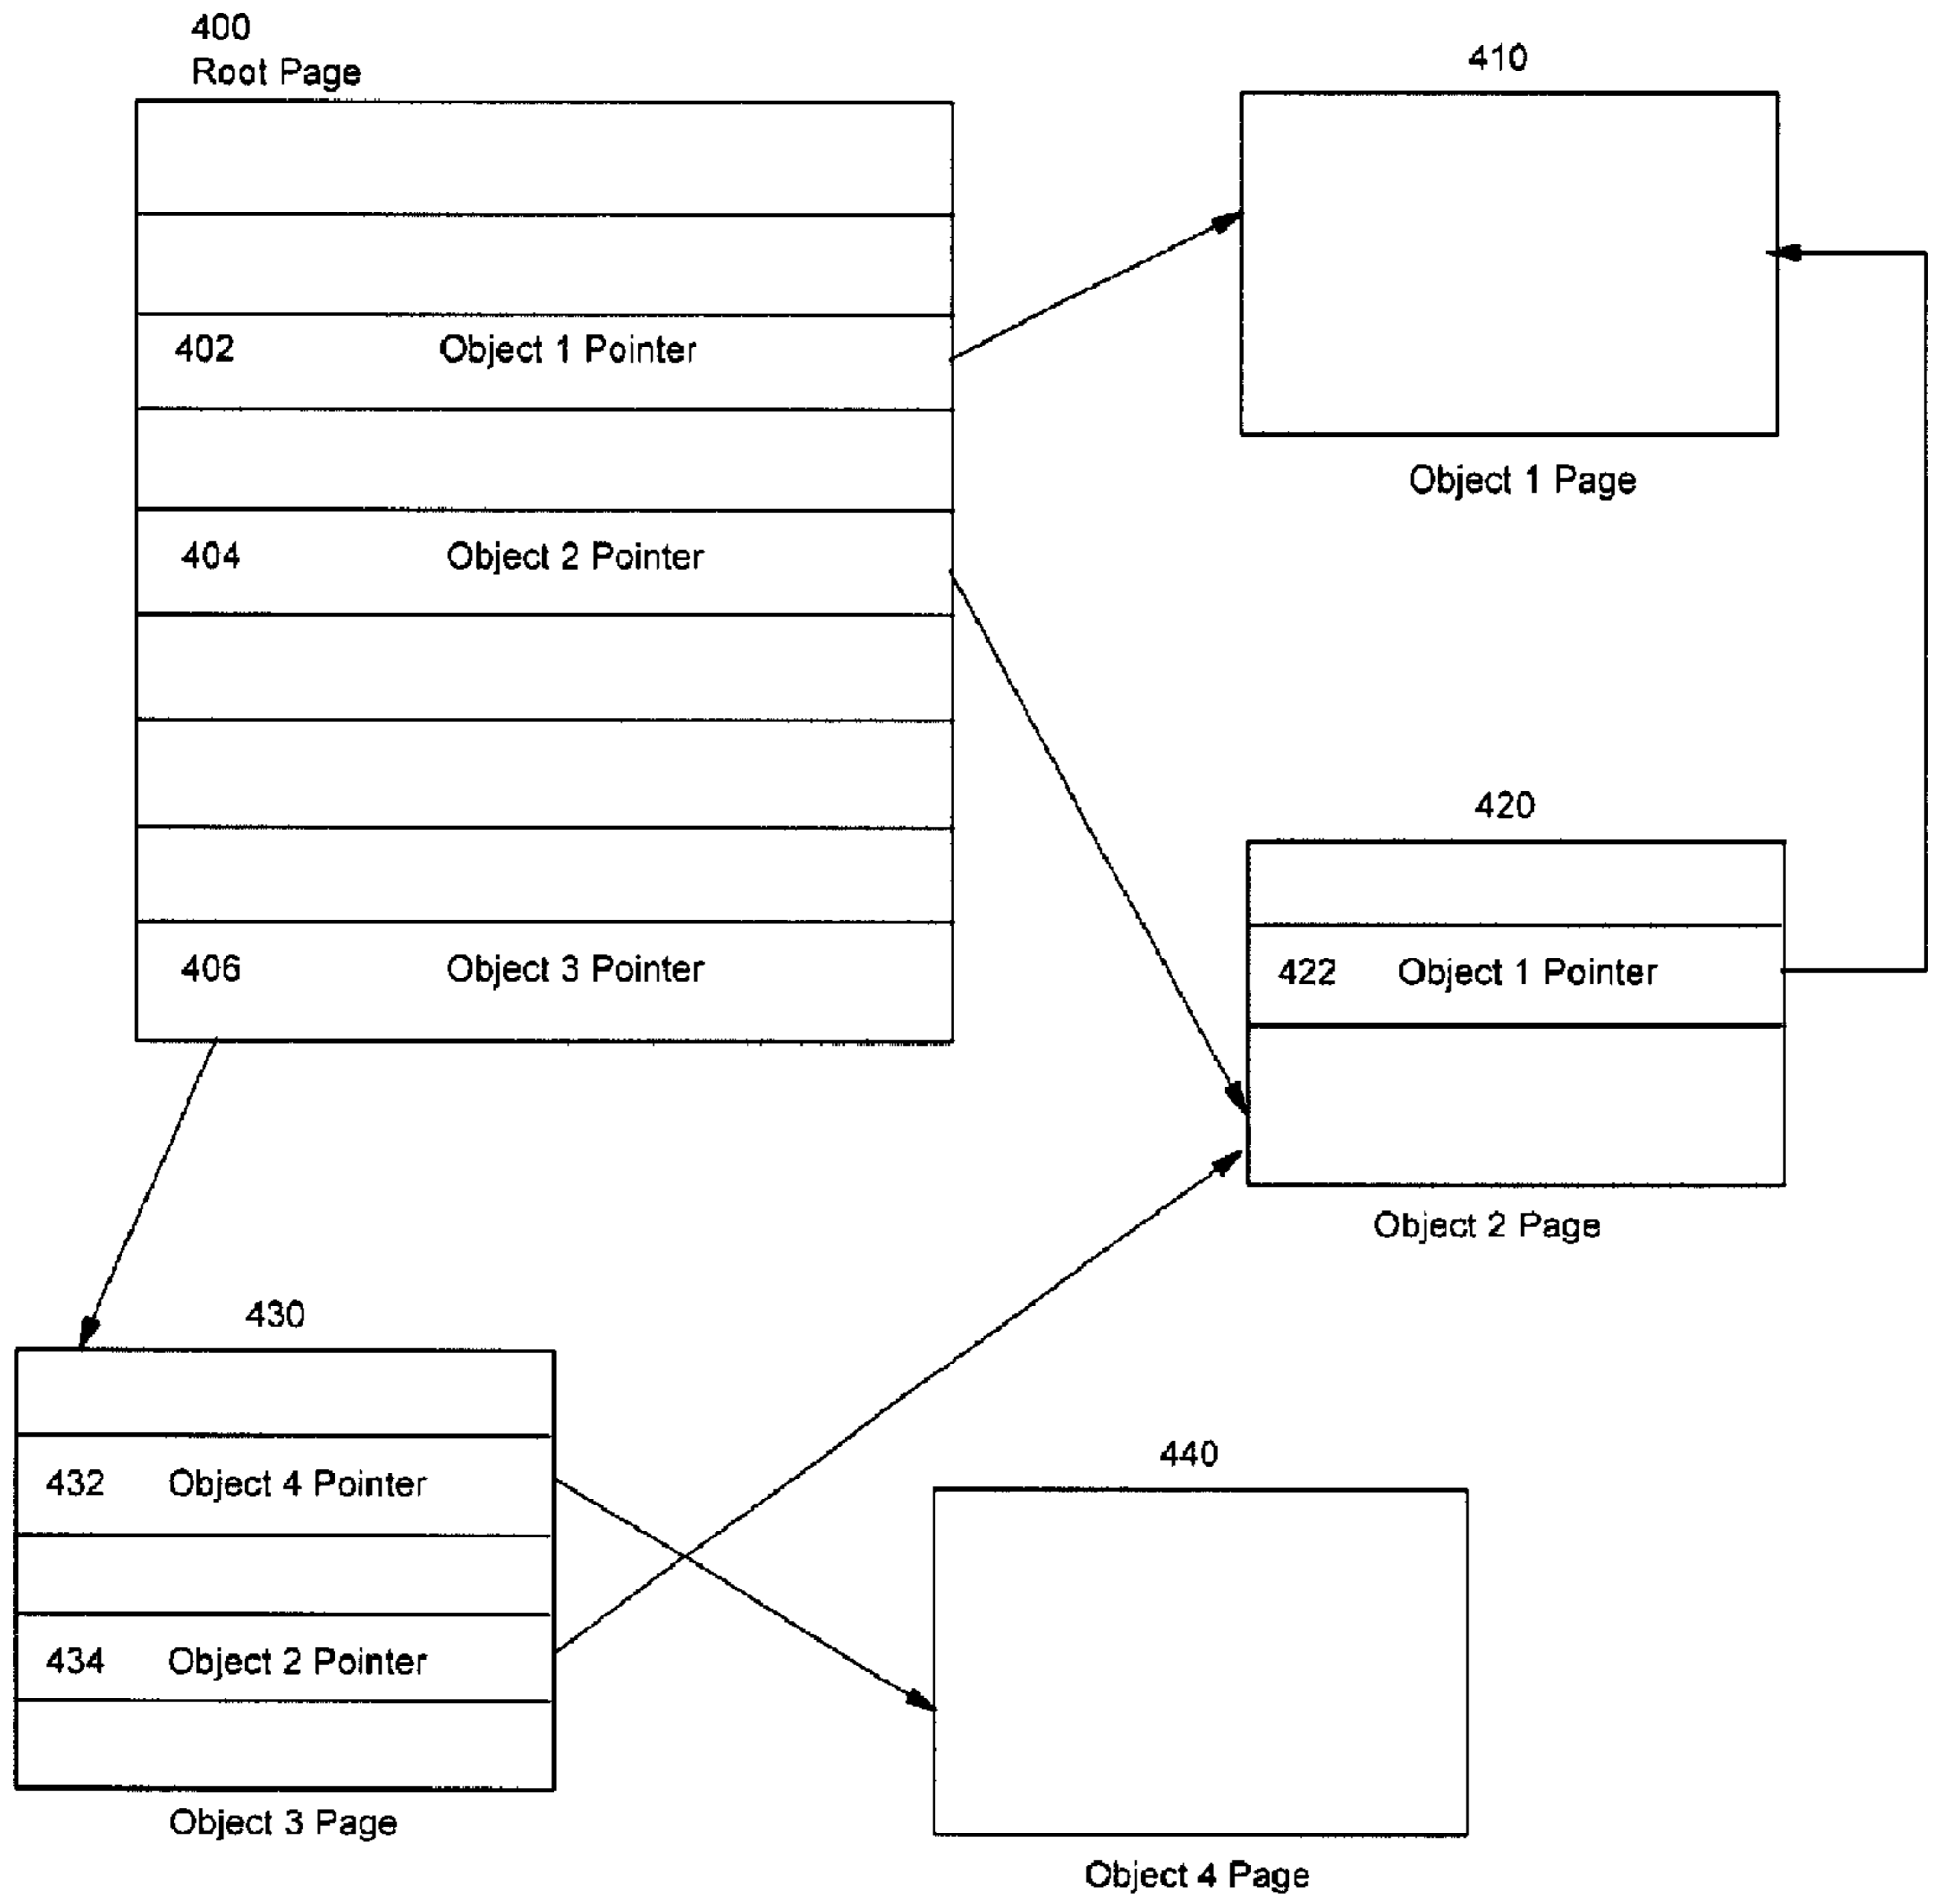 400
Root Page
410
402 Object 1 Pointer
Object 1 Page
404 Object 2 Pointer
420
406 Object 3 Pointer
422 Object 1 Pointer
Object 2 Page
430
432 Object 4 Pointer
440
434 Object 2 Pointer
Object 3 Page
Object 4 Page